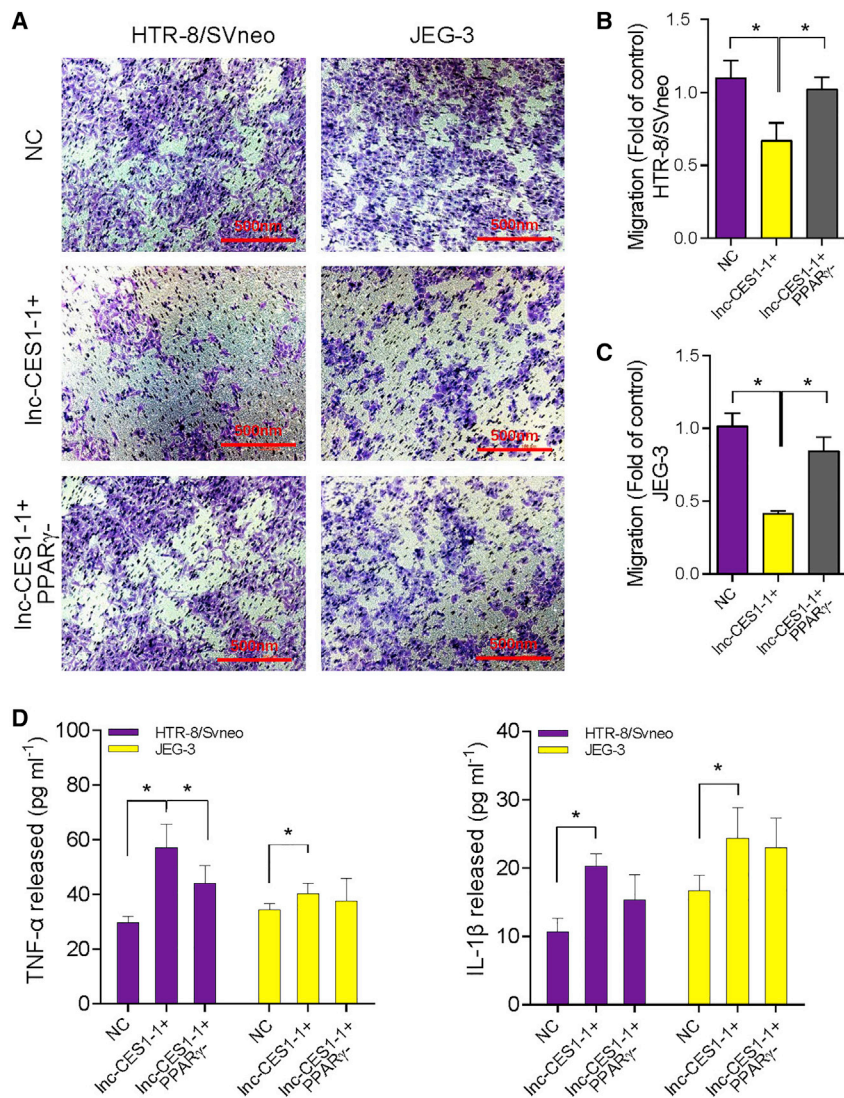 A
HTR-8/SVneo
JEG-3
NC
500nm
500nm
lnc-CES1-1+
500nm
500nm
lnc-CES1-1+
PPARγ-
500nm
500nm
B
Migration (Fold of control)
HTR-8/SVneo
1.5
1.0
0.5
0.0
*
*
NC
lnc-CES1-1+
lnc-CES1-1+
PPARγ-
C
Migration (Fold of control)
JEG-3
1.5
1.0
0.5
0.0
*
*
NC
lnc-CES1-1+
lnc-CES1-1+
PPARγ-
D
TNF-α released (pg ml-1)
100
80
60
40
20
0
HTR-8/Svneo
JEG-3
*
*
*
NC
lnc-CES1-1+
lnc-CES1-1+
PPARγ-
NC
lnc-CES1-1+
lnc-CES1-1+
PPARγ-
IL-1β released (pg ml-1)
40
30
20
10
0
HTR-8/Svneo
JEG-3
*
*
NC
lnc-CES1-1+
lnc-CES1-1+
PPARγ-
NC
lnc-CES1-1+
lnc-CES1-1+
PPARγ-